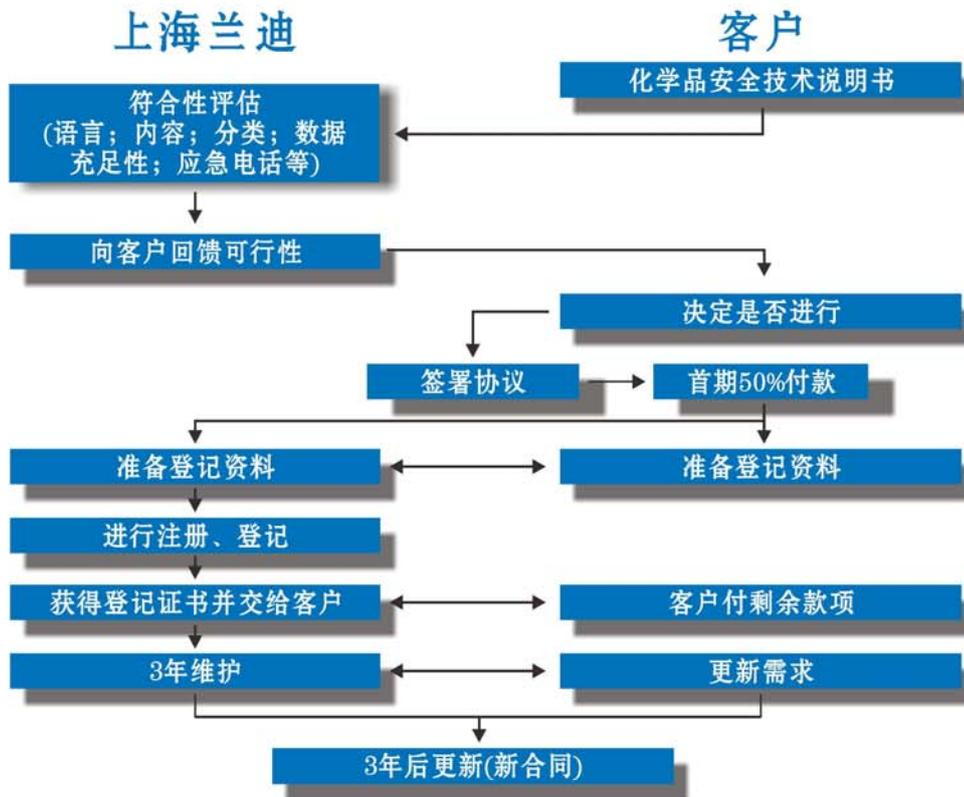 上海兰迪
客户
化学品安全技术说明书
符合性评估
(语言；内容；分类；数据
充足性；应急电话等)
向客户回馈可行性
决定是否进行
签署协议
首期50%付款
准备登记资料
准备登记资料
进行注册、登记
获得登记证书并交给客户
客户付剩余款项
3年维护
更新需求
3年后更新(新合同)